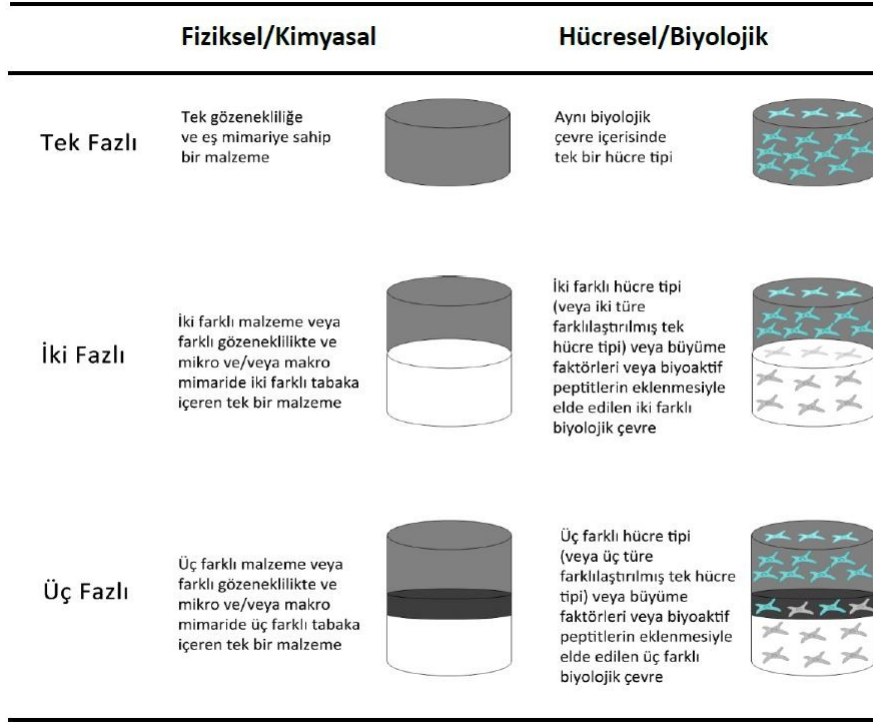 Fiziksel/Kimyasal
Hücresel/Biyolojik
Tek Fazlı
Tek gözenekliliğe
ve eş mimariye sahip
bir malzeme
Aynı biyolojik
çevre içerisinde
tek bir hücre tipi
İki Fazlı
İki farklı malzeme veya
farklı gözeneklilikte ve
mikro ve/veya makro
mimaride iki farklı tabaka
içeren tek bir malzeme
İki farklı hücre tipi
(veya iki türe
farklılaştırılmış tek
hücre tipi) veya büyüme
faktörleri veya biyoaktif
peptitlerin eklenmesiyle
elde edilen iki farklı
biyolojik çevre
Üç Fazlı
Üç farklı malzeme veya
farklı gözeneklilikte ve
mikro ve/veya makro
mimaride üç farklı tabaka
içeren tek bir malzeme
Üç farklı hücre tipi
(veya üç türe
farklılaştırılmış tek hücre
tipi) veya büyüme
faktörleri veya biyoaktif
peptitlerin eklenmesiyle
elde edilen üç farklı
biyolojik çevre